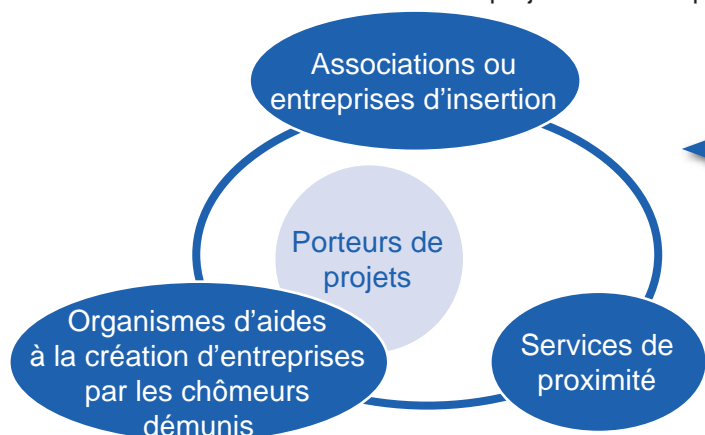 Associations ou
entreprises d'insertion
Porteurs de
projets
Organismes d'aides
à la création d'entreprises
par les chômeurs
démunis
Services de
proximité